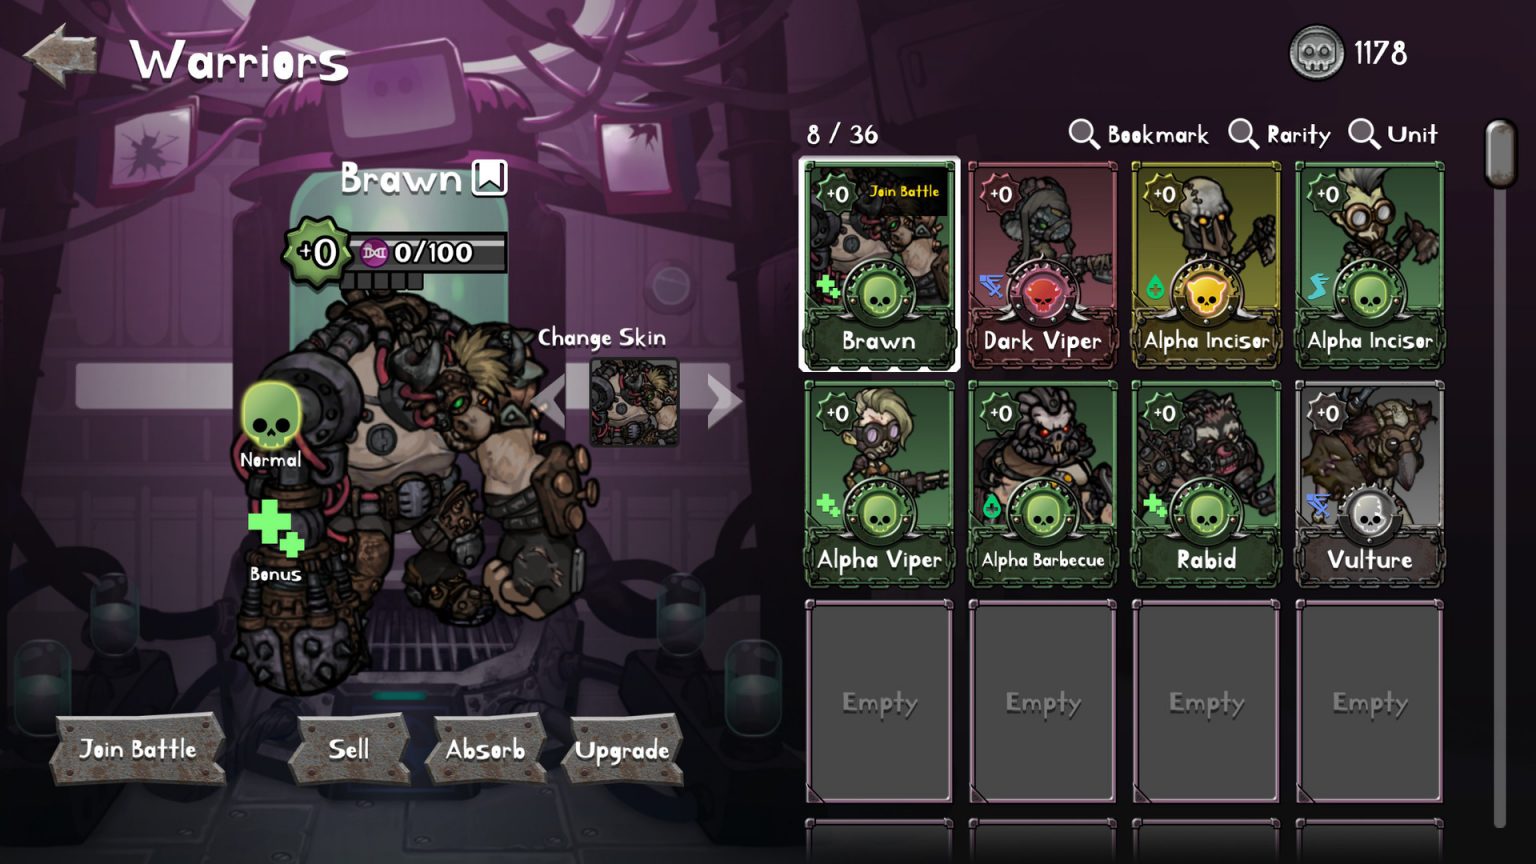 Warriors
1178
8 / 36
Bookmark
Rarity
Unit
Brawn
+0
0/100
Change Skin
Normal
Bonus
Join Battle
Sell
Absorb
Upgrade
+0
Join Battle
Brawn
+0
Dark Viper
+0
Alpha Incisor
+0
Alpha Incisor
+0
Alpha Viper
+0
Alpha Barbecue
+0
Rabid
+0
Vulture
Empty
Empty
Empty
Empty